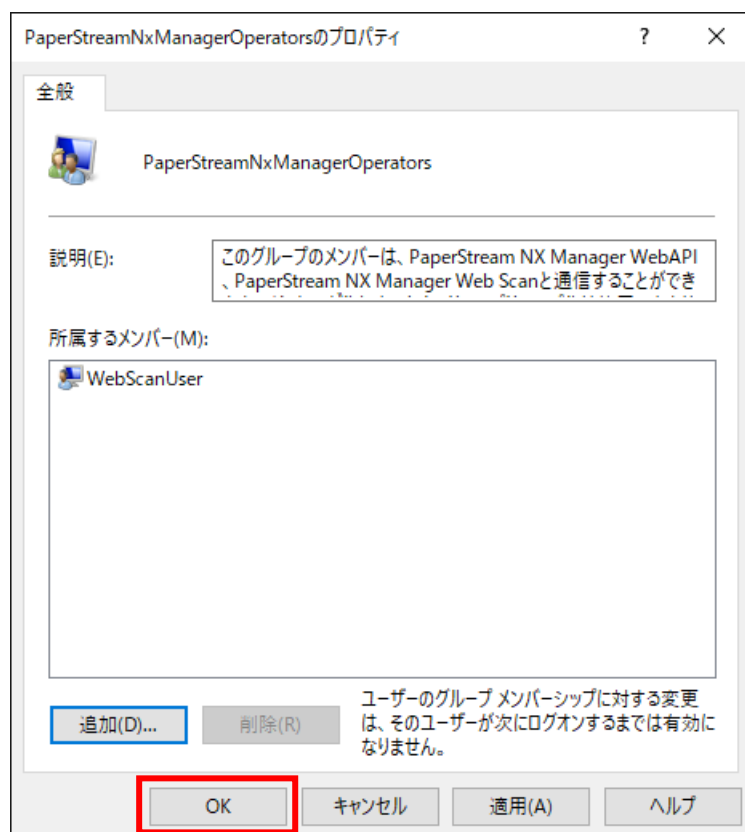 PaperStreamNxManagerOperatorsのプロパティ
全般
PaperStreamNxManagerOperators
説明(E):
このグループのメンバーは、PaperStream NX Manager WebAPI
、PaperStream NX Manager Web Scanと通信することができ
所属するメンバー(M):
WebScanUser
ユーザーのグループ メンバーシップに対する変更
は、そのユーザーが次にログオンするまでは有効に
なりません。
追加(D)...
削除(R)
OK
キャンセル
適用(A)
ヘルプ